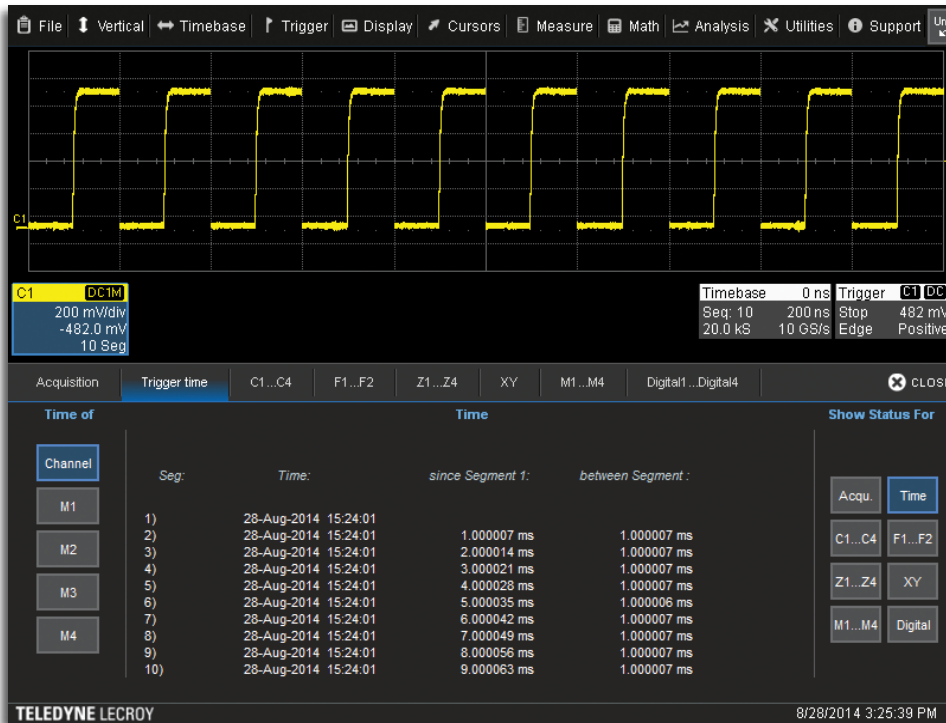 File Vertical Timebase Trigger Display Cursors Measure Math Analysis Utilities Support
C1
C1 DC1M
200 mV/div
-482.0 mV
10 Seg
Timebase 0 ns
Seq: 10 200 ns
20.0 kS 10 GS/s
Trigger C1 DC
Stop 482 mV
Edge Positive
Acquisition Trigger time C1...C4 F1...F2 Z1...Z4 XY M1...M4 Digital1...Digital4
Time of Time Show Status For
Channel
M1
M2
M3
M4
Seg: Time: since Segment 1: between Segment :
1) 28-Aug-2014 15:24:01
2) 28-Aug-2014 15:24:01 1.000007 ms 1.000007 ms
3) 28-Aug-2014 15:24:01 2.000014 ms 1.000007 ms
4) 28-Aug-2014 15:24:01 3.000021 ms 1.000007 ms
5) 28-Aug-2014 15:24:01 4.000028 ms 1.000007 ms
6) 28-Aug-2014 15:24:01 5.000035 ms 1.000006 ms
7) 28-Aug-2014 15:24:01 6.000042 ms 1.000007 ms
8) 28-Aug-2014 15:24:01 7.000049 ms 1.000007 ms
9) 28-Aug-2014 15:24:01 8.000056 ms 1.000007 ms
10) 28-Aug-2014 15:24:01 9.000063 ms 1.000007 ms
Acqu. Time
C1...C4 F1...F2
Z1...Z4 XY
M1...M4 Digital
TELEDYNE LECROY
8/28/2014 3:25:39 PM